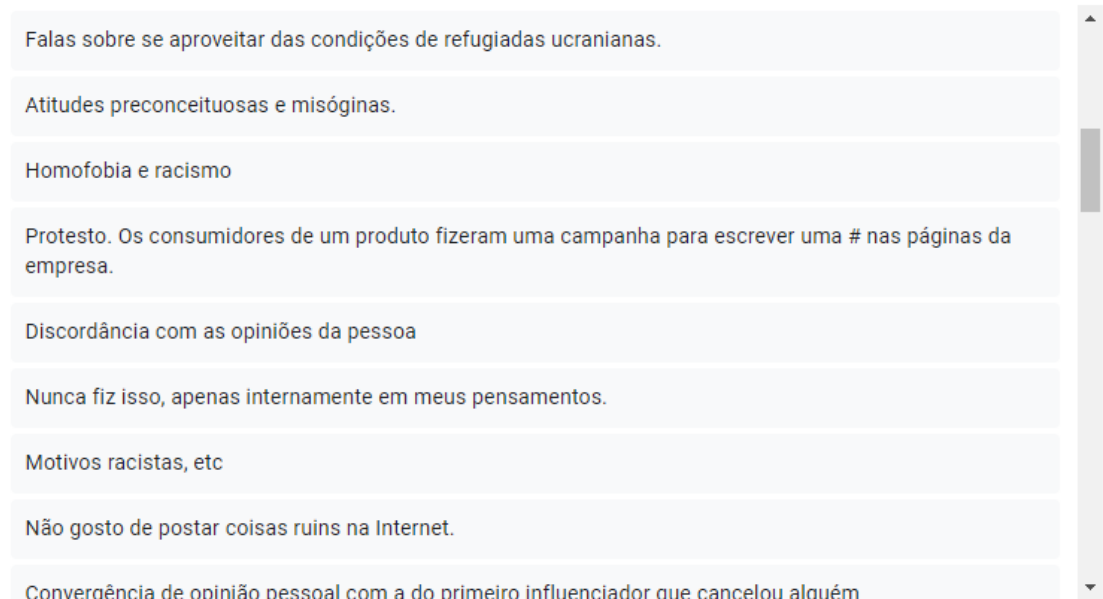 Falas sobre se aproveitar das condições de refugiadas ucranianas.
Atitudes preconceituosas e misóginas.
Homofobia e racismo
Protesto. Os consumidores de um produto fizeram uma campanha para escrever uma # nas páginas da
empresa.
Discordância com as opiniões da pessoa
Nunca fiz isso, apenas internamente em meus pensamentos.
Motivos racistas, etc
Não gosto de postar coisas ruins na Internet.
Convergência de opinião pessoal com a do primeiro influenciador que cancelou alguém